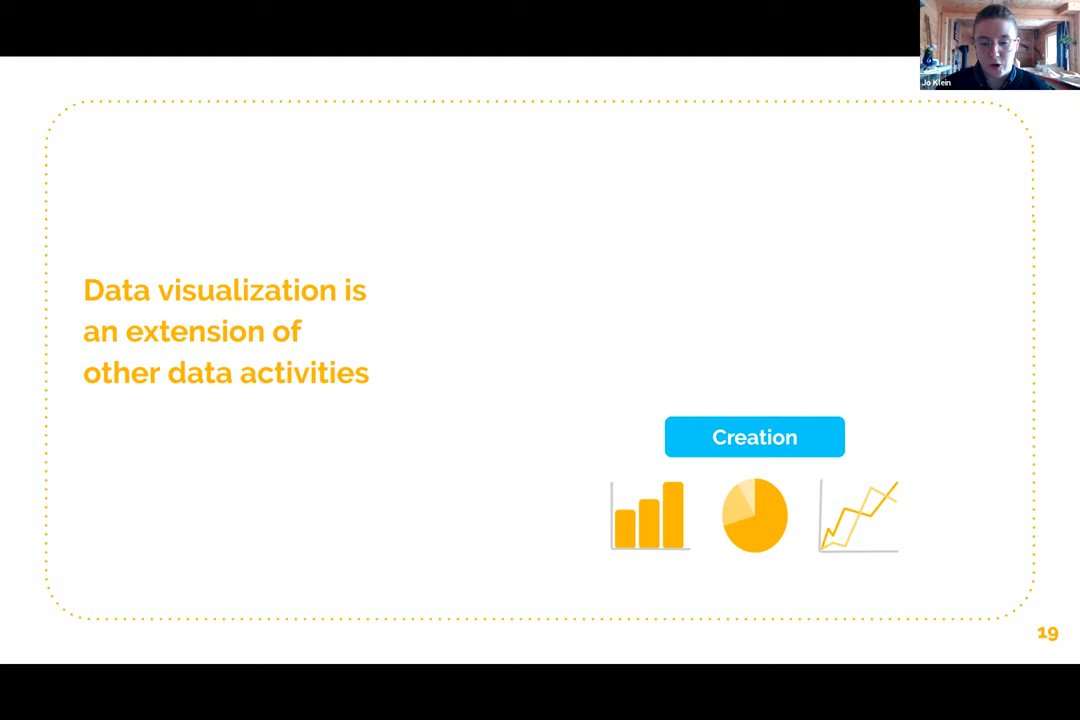 Jo Klein
Data visualization is
an extension of
other data activities
Creation
19